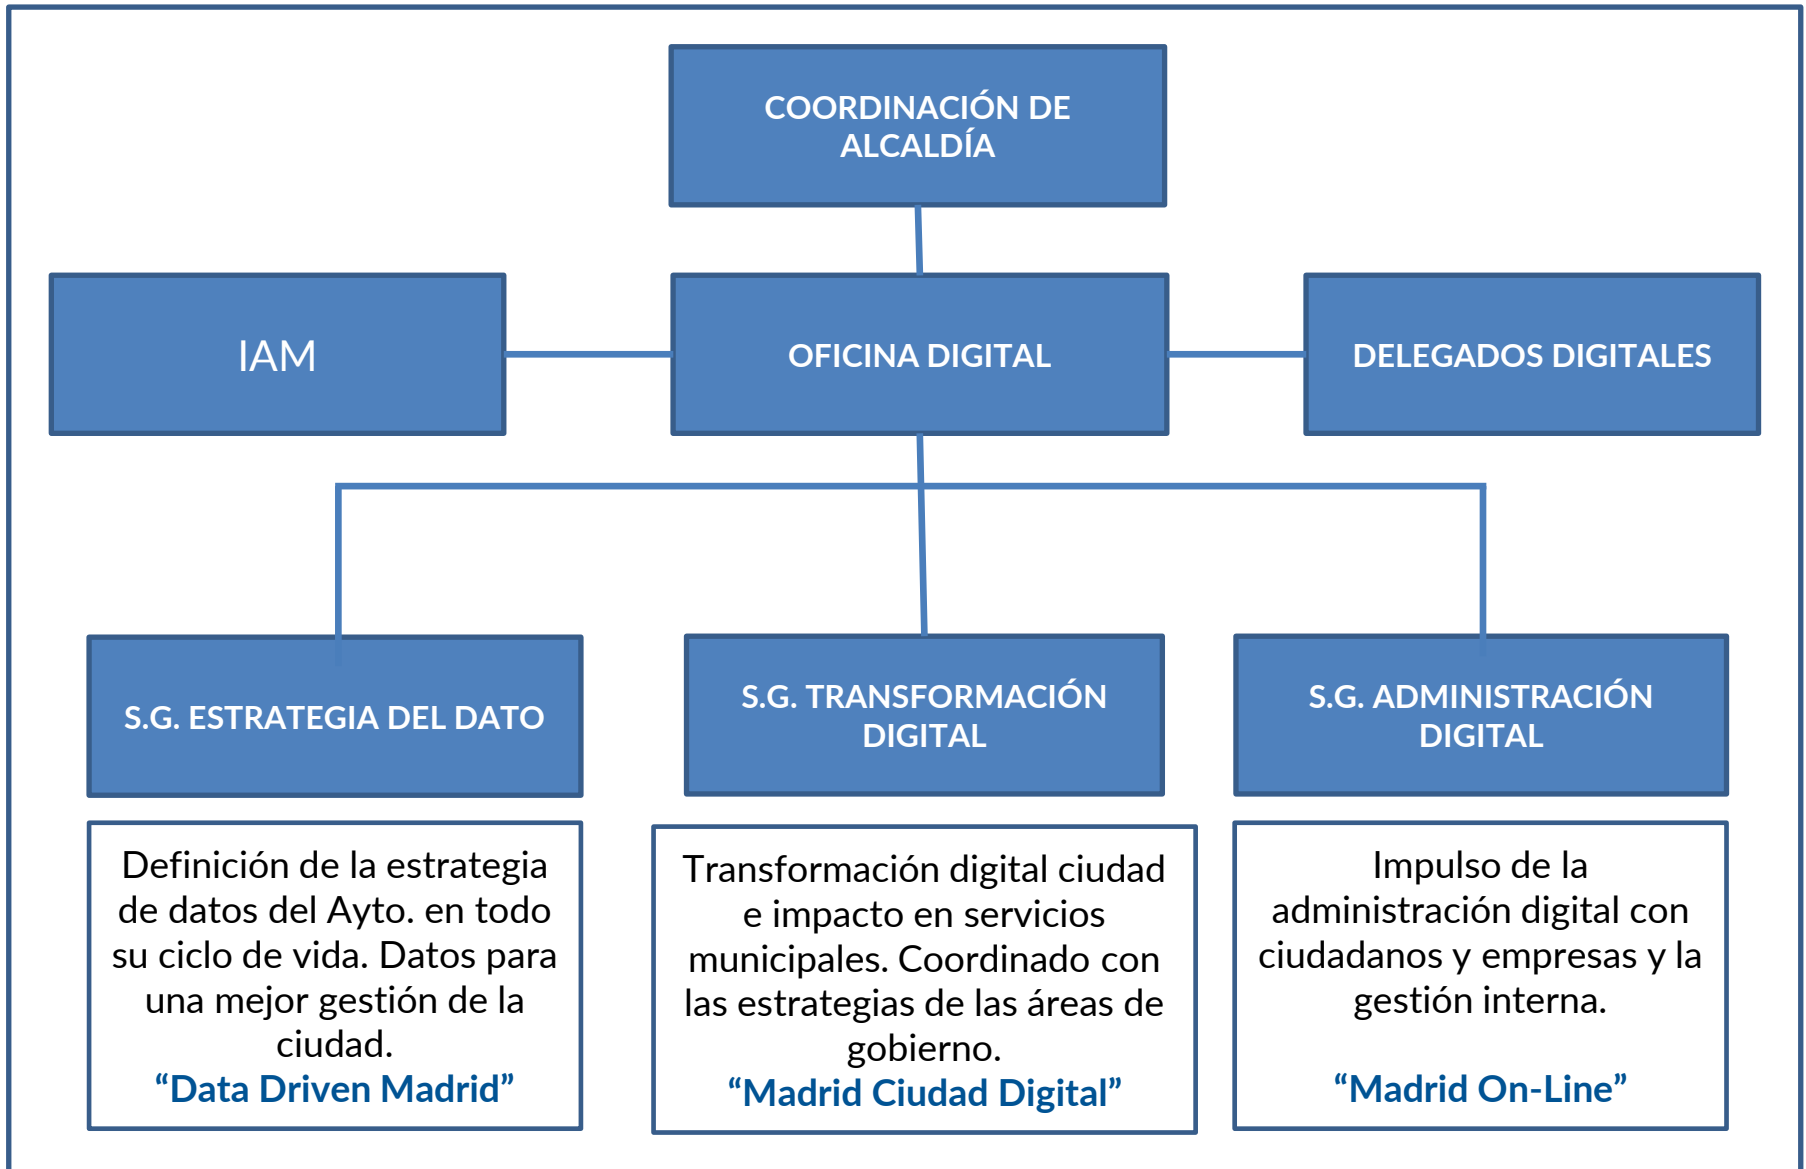 COORDINACIÓN DE
ALCALDÍA
IAM
OFICINA DIGITAL
DELEGADOS DIGITALES
S.G. ESTRATEGIA DEL DATO
S.G. TRANSFORMACIÓN
DIGITAL
S.G. ADMINISTRACIÓN
DIGITAL
Definición de la estrategia
de datos del Ayto. en todo
su ciclo de vida. Datos para
una mejor gestión de la
ciudad.
“Data Driven Madrid”
Transformación digital ciudad
e impacto en servicios
municipales. Coordinado con
las estrategias de las áreas de
gobierno.
“Madrid Ciudad Digital”
Impulso de la
administración digital con
ciudadanos y empresas y la
gestión interna.
“Madrid On-Line”